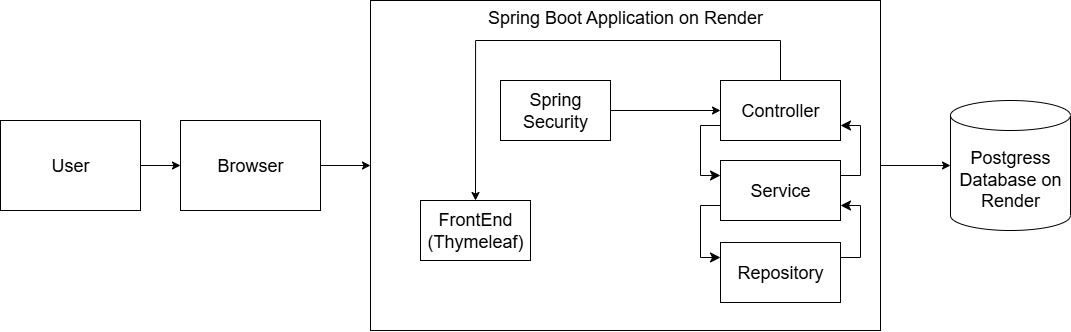 Spring Boot Application on Render
User
Browser
Spring
Security
Controller
Service
Repository
FrontEnd
(Thymeleaf)
Postgress
Database on
Render